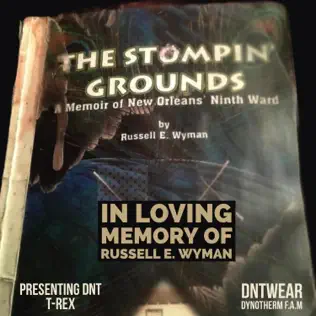 THE STOMPIN'
GROUNDS
A Memoir of New Orleans' Ninth Ward
by
Russell E. Wyman
IN LOVING
MEMORY OF
RUSSELL E. WYMAN
PRESENTING DNT
T-REX
DNTWEAR
DYNOTHERM F.A.M